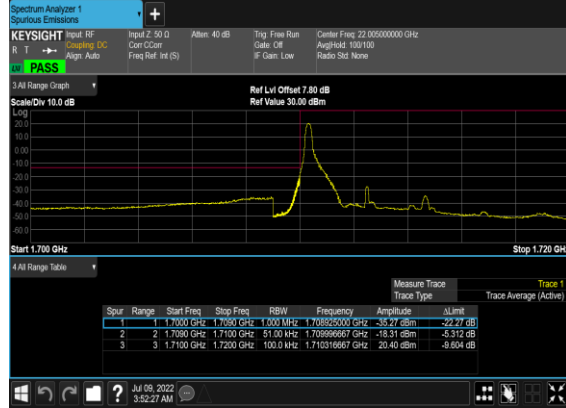 Spectrum Analyzer 1
Spurious Emissions
+
KEYSIGHT Input: RF Input Z: 50 Ω Atten: 40 dB Trig: Free Run Center Freq: 22.005000000 GHz
R T Coupling: DC Corr CCorr Gate: Off Avg|Hold: 100/100
Align: Auto Freq Ref: Int (S) IF Gain: Low Radio Std: None
PASS
3 All Range Graph
Ref Lvl Offset 7.80 dB
Scale/Div 10.0 dB Ref Value 30.00 dBm
Log
20.0
10.0
0.00
-10.0
-20.0
-30.0
-40.0
-50.0
-60.0
Start 1.700 GHz Stop 1.720 GHz
4 All Range Table
Measure Trace Trace 1
Trace Type Trace Average (Active)
Spur Range Start Freq Stop Freq RBW Frequency Amplitude ΔLimit
1 1 1.7000 GHz 1.7090 GHz 1.000 MHz 1.708925000 GHz -35.27 dBm -22.27 dB
2 2 1.7090 GHz 1.7100 GHz 51.00 kHz 1.709996667 GHz -18.31 dBm -5.312 dB
3 3 1.7100 GHz 1.7200 GHz 100.0 kHz 1.710316667 GHz 20.40 dBm -9.604 dB
? Jul 09, 2022
3:52:27 AM